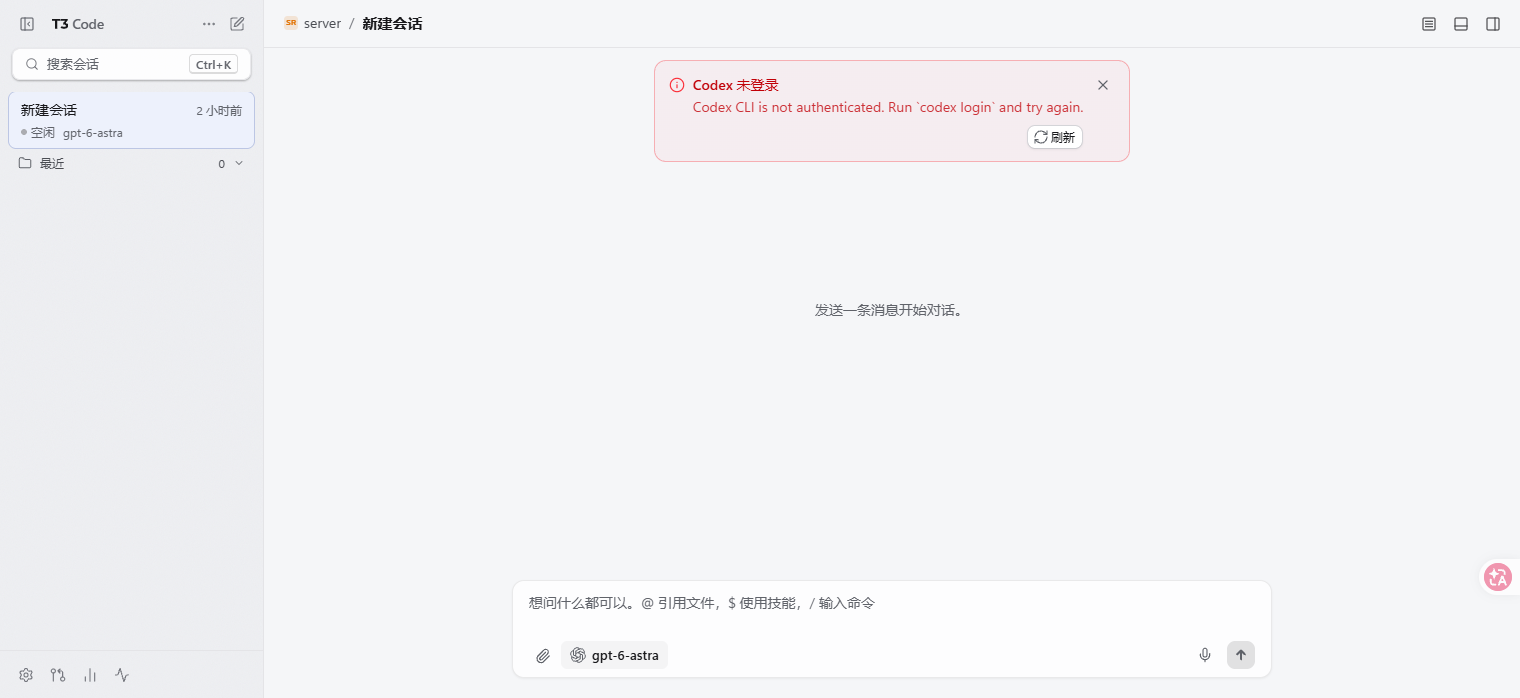 T3 Code
搜索会话
Ctrl+K
新建会话
2 小时前
空闲 gpt-6-astra
最近
0
SR server / 新建会话
Codex 未登录
Codex CLI is not authenticated. Run `codex login` and try again.
刷新
发送一条消息开始对话。
想问什么都可以。@ 引用文件，$ 使用技能，/ 输入命令
gpt-6-astra